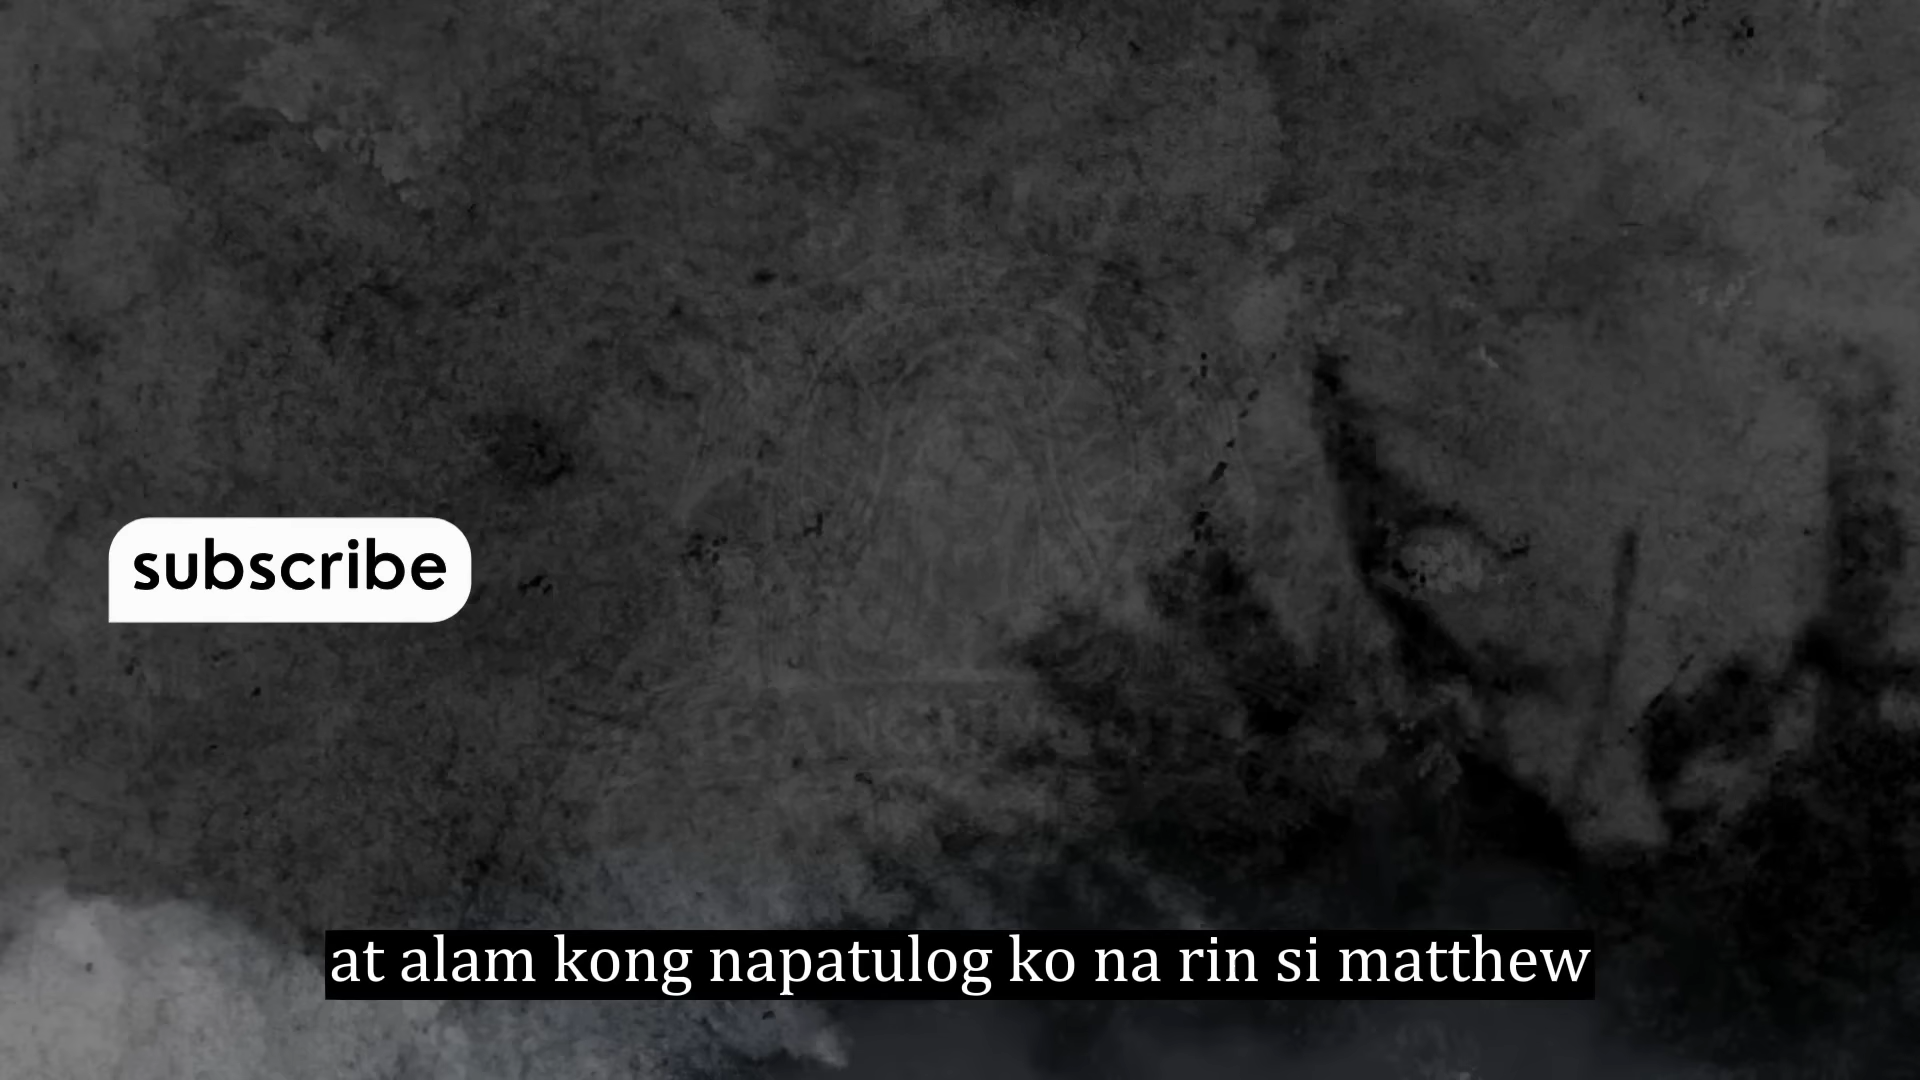 subscribe
at alam kong napatulog ko na rin si matthew